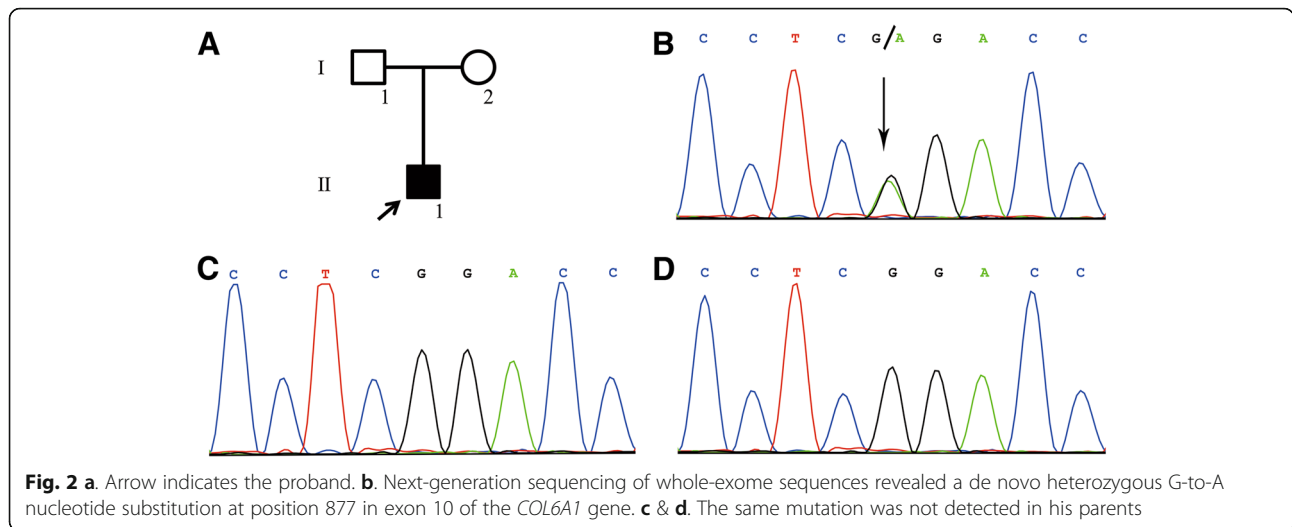 A
I
1
2
II
1
B
C C T C G/A G A C C
C
C C T C G G A C C
D
C C T C G G A C C
Fig. 2 a. Arrow indicates the proband. b. Next-generation sequencing of whole-exome sequences revealed a de novo heterozygous G-to-A
nucleotide substitution at position 877 in exon 10 of the COL6A1 gene. c & d. The same mutation was not detected in his parents